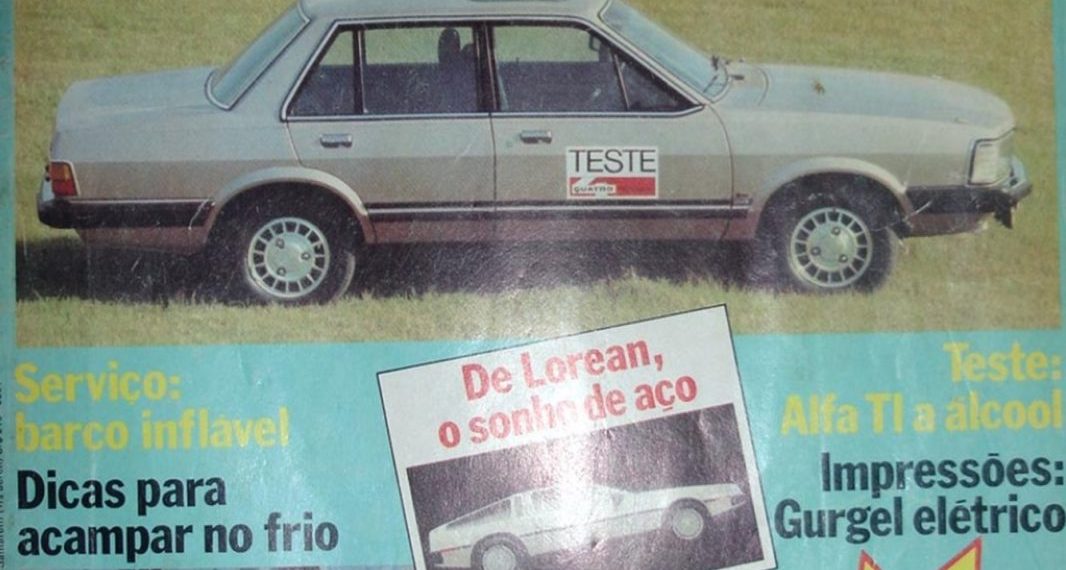 TESTE
QUATRO
Serviço:
barco inflável
Dicas para
acampar no frio
De Lorean,
o sonho de aço
Teste:
Alfa TI a álcool
Impressões:
Gurgel elétrico